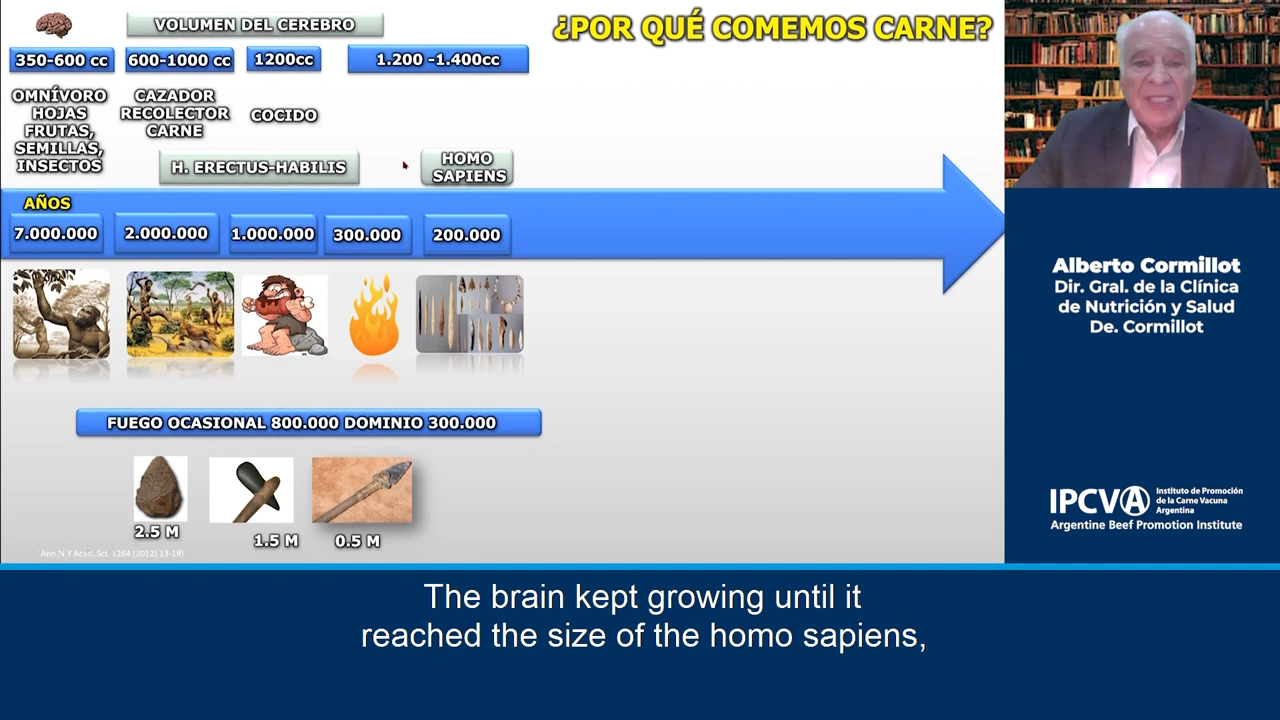 VOLUMEN DEL CEREBRO
¿POR QUÉ COMEMOS CARNE?
350-600 cc
600-1000 cc
1200cc
1.200 -1.400cc
OMNÍVORO
HOJAS
FRUTAS,
SEMILLAS,
INSECTOS
CAZADOR
RECOLECTOR
CARNE
COCIDO
H. ERECTUS-HABILIS
HOMO
SAPIENS
AÑOS
7.000.000
2.000.000
1.000.000
300.000
200.000
FUEGO OCASIONAL 800.000 DOMINIO 300.000
2.5 M
1.5 M
0.5 M
Ann.N.Y Acad. Sci. 1264 (2012) 13-19)
Alberto Cormillot
Dir. Gral. de la Clínica
de Nutrición y Salud
De. Cormillot
IPCVA
Instituto de Promoción
de la Carne Vacuna
Argentina
Argentine Beef Promotion Institute
The brain kept growing until it
reached the size of the homo sapiens,